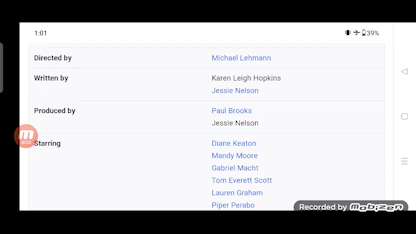 1:01 39%
Directed by Michael Lehmann
Written by Karen Leigh Hopkins
Jessie Nelson
Produced by Paul Brooks
Jessie Nelson
Starring Diane Keaton
Mandy Moore
Gabriel Macht
Tom Everett Scott
Lauren Graham
Piper Perabo
Recorded by Mobizen